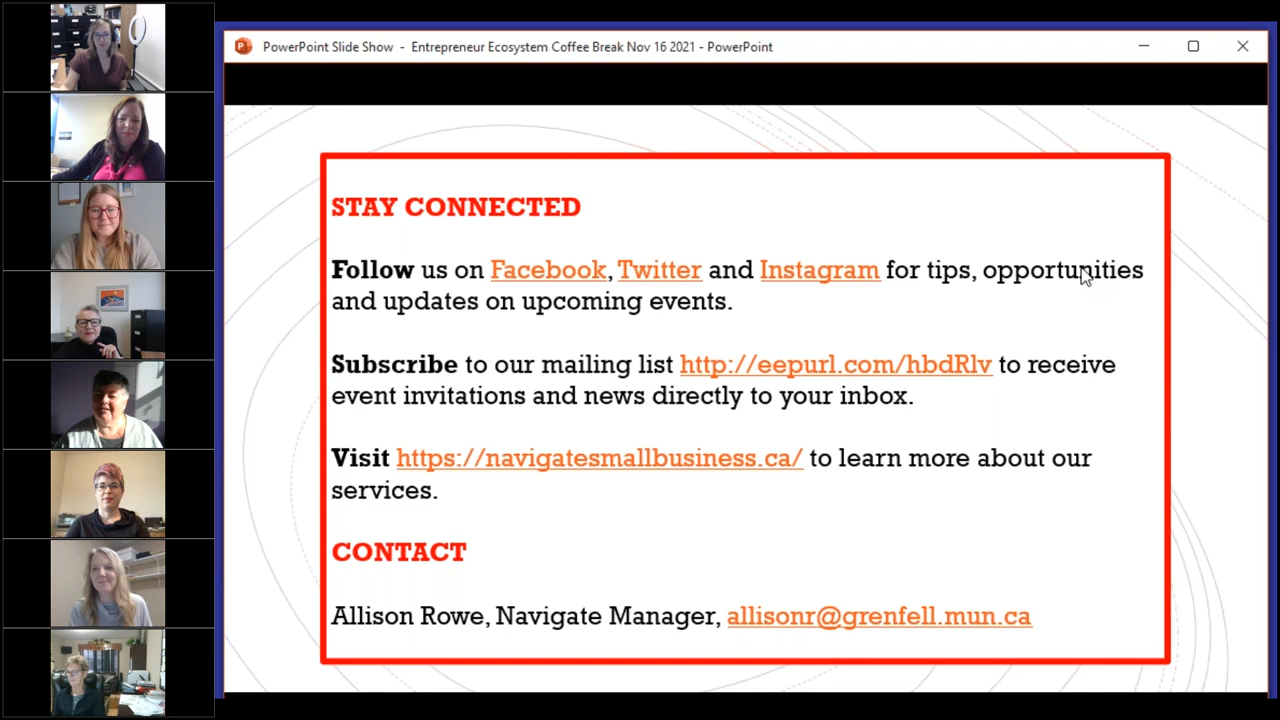 PowerPoint Slide Show - Entrepreneur Ecosystem Coffee Break Nov 16 2021 - PowerPoint
STAY CONNECTED
Follow us on Facebook, Twitter and Instagram for tips, opportunities
and updates on upcoming events.
Subscribe to our mailing list http://eepurl.com/hbdRlv to receive
event invitations and news directly to your inbox.
Visit https://navigatesmallbusiness.ca/ to learn more about our
services.
CONTACT
Allison Rowe, Navigate Manager, allisonr@grenfell.mun.ca